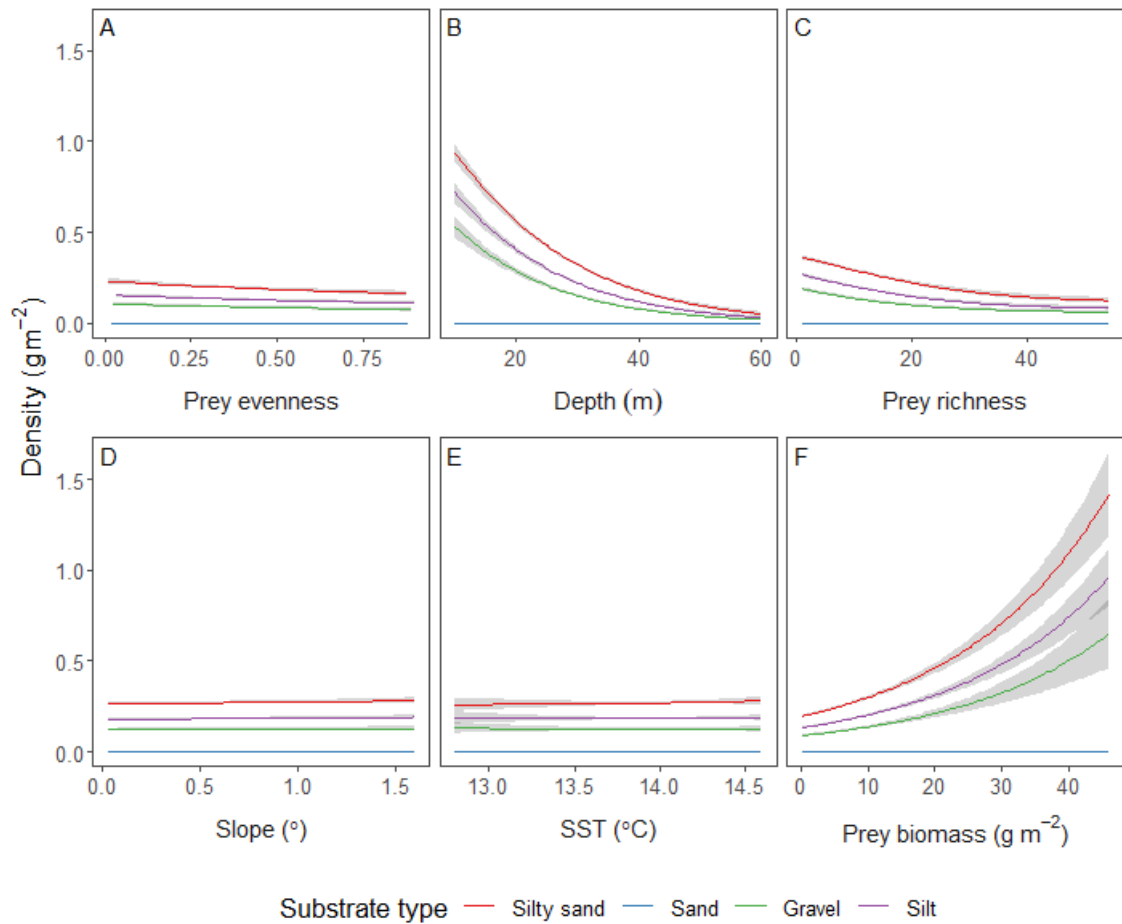 A B C
1.5
1.0
0.5
0.0
0.00 0.25 0.50 0.75 20 40 60 0 20 40
Prey evenness Depth (m) Prey richness
Density (g m−2)
D E F
1.5
1.0
0.5
0.0
0.0 0.5 1.0 1.5 13.0 13.5 14.0 14.5 0 10 20 30 40
Slope (°) SST (°C) Prey biomass (g m−2)
Substrate type Silty sand Sand Gravel Silt